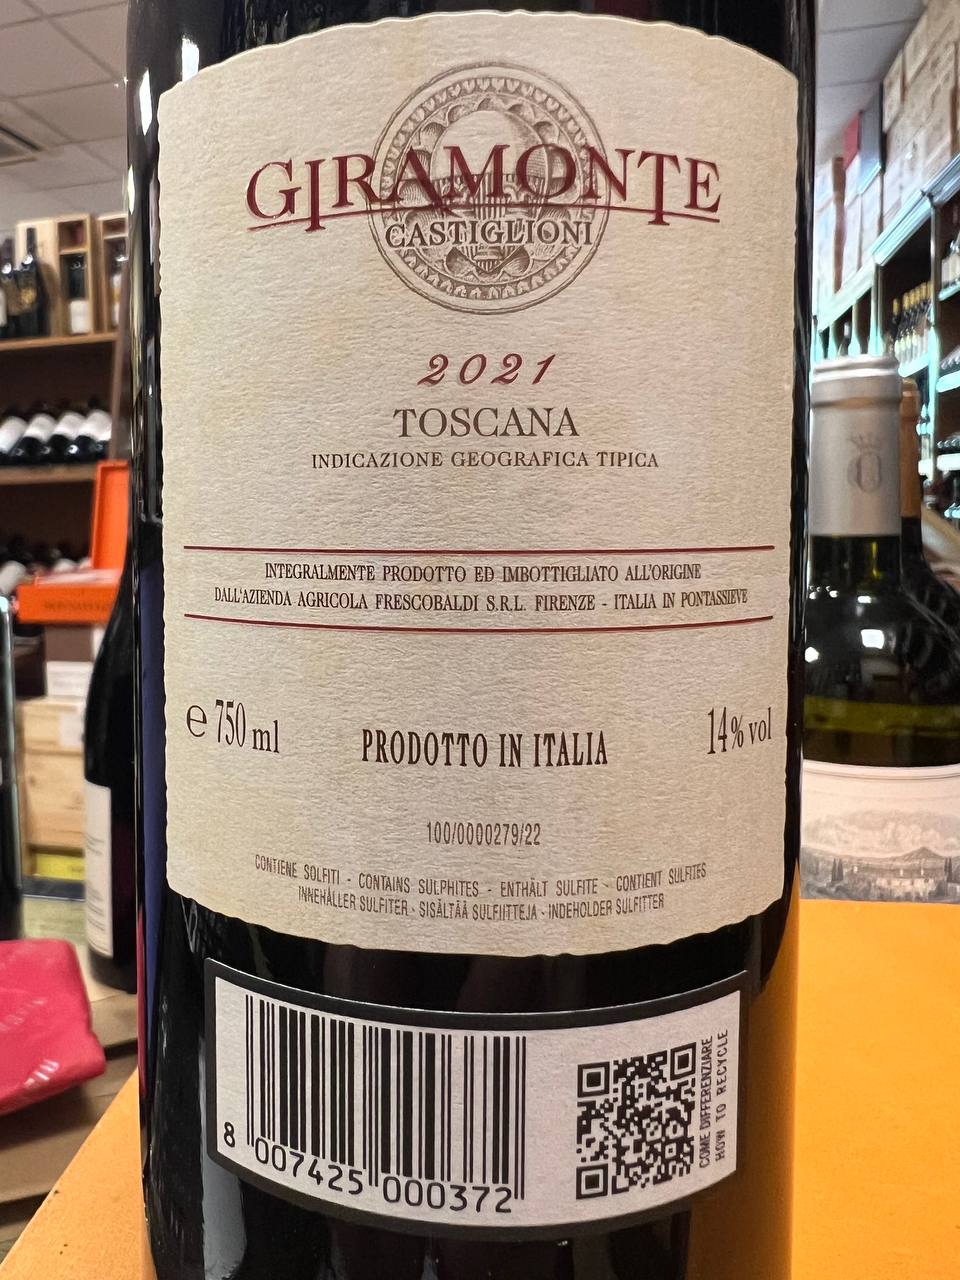 GIRAMONTE
CASTIGLIONI
2021
TOSCANA
INDICAZIONE GEOGRAFICA TIPICA
INTEGRALMENTE PRODOTTO ED IMBOTTIGLIATO ALL'ORIGINE
DALL'AZIENDA AGRICOLA FRESCOBALDI S.R.L. FIRENZE - ITALIA IN PONTASSIEVE
e 750 ml
PRODOTTO IN ITALIA
14% vol
100/0000279/22
CONTIENE SOLFITI - CONTAINS SULPHITES - ENTHÄLT SULFITE - CONTIENT SULFITES
INNEHÅLLER SULFITER - SISÄLTÄÄ SULFIITTEJA - INDEHOLDER SULFITTER
8 007425 000372
COME DIFFERENZIARE
HOW TO RECYCLE